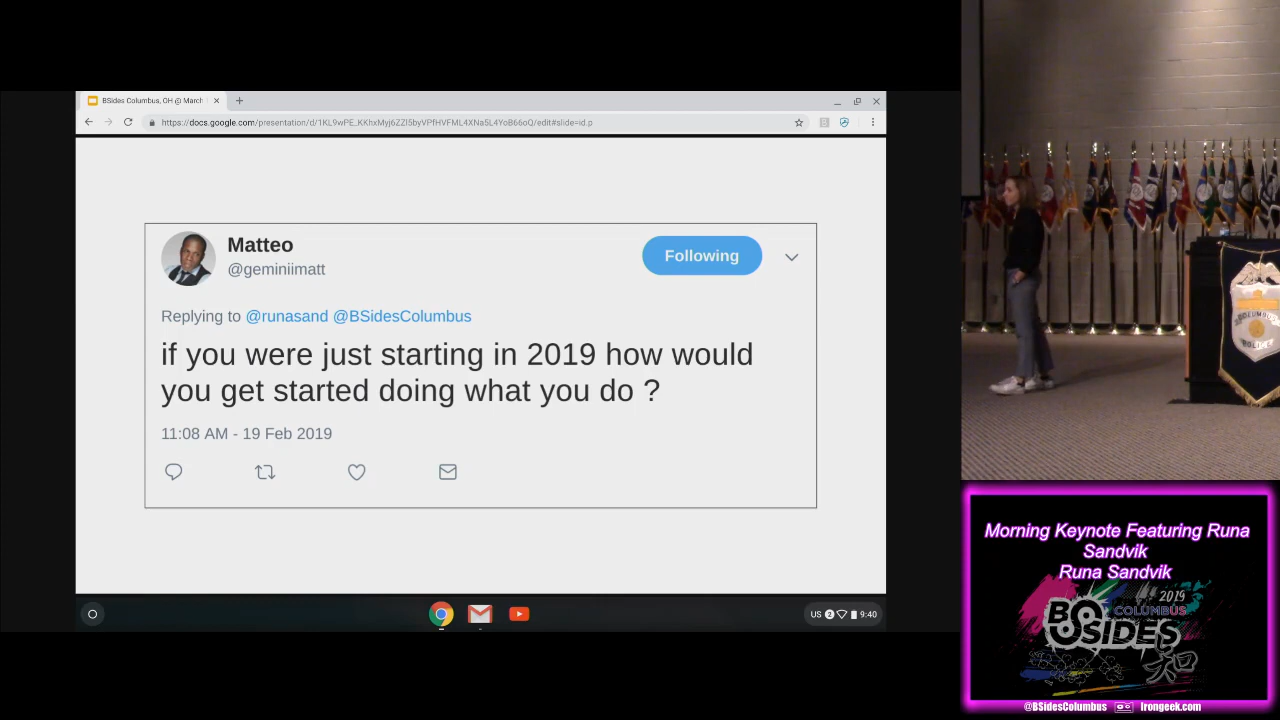 BSides Columbus, OH @ March
https://docs.google.com/presentation/d/1KL9wPE_KKhxMyj6ZZl5byVPfHVFML4XNa5L4YoB66oQ/edit#slide=id.p
Matteo
@geminiimatt
Following
Replying to @runasand @BSidesColumbus
if you were just starting in 2019 how would
you get started doing what you do ?
11:08 AM - 19 Feb 2019
US 2 9:40
Morning Keynote Featuring Runa
Sandvik
Runa Sandvik
2019
BSIDES
COLUMBUS
@BSidesColumbus Irongeek.com